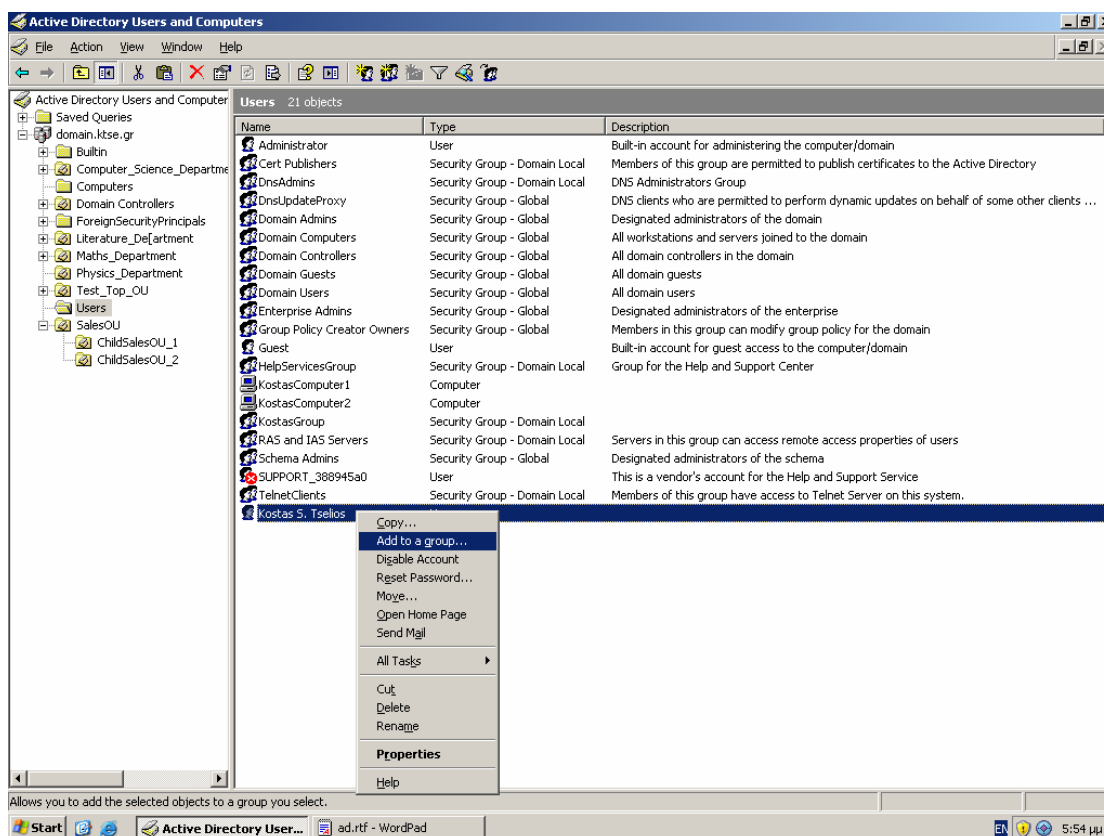 Active Directory Users and Computers
File Action View Window Help
Active Directory Users and Computer
Saved Queries
domain.ktse.gr
Builtin
Computer_Science_Departme
Computers
Domain Controllers
ForeignSecurityPrincipals
Literature_De[artment
Maths_Department
Physics_Department
Test_Top_OU
Users
SalesOU
ChildSalesOU_1
ChildSalesOU_2
Users 21 objects
Name Type Description
Administrator User Built-in account for administering the computer/domain
Cert Publishers Security Group - Domain Local Members of this group are permitted to publish certificates to the Active Directory
DnsAdmins Security Group - Domain Local DNS Administrators Group
DnsUpdateProxy Security Group - Global DNS clients who are permitted to perform dynamic updates on behalf of some other clients ...
Domain Admins Security Group - Global Designated administrators of the domain
Domain Computers Security Group - Global All workstations and servers joined to the domain
Domain Controllers Security Group - Global All domain controllers in the domain
Domain Guests Security Group - Global All domain guests
Domain Users Security Group - Global All domain users
Enterprise Admins Security Group - Global Designated administrators of the enterprise
Group Policy Creator Owners Security Group - Global Members in this group can modify group policy for the domain
Guest User Built-in account for guest access to the computer/domain
HelpServicesGroup Security Group - Domain Local Group for the Help and Support Center
KostasComputer1 Computer
KostasComputer2 Computer
KostasGroup Security Group - Domain Local
RAS and IAS Servers Security Group - Domain Local Servers in this group can access remote access properties of users
Schema Admins Security Group - Global Designated administrators of the schema
SUPPORT_388945a0 User This is a vendor's account for the Help and Support Service
TelnetClients Security Group - Domain Local Members of this group have access to Telnet Server on this system.
Kostas S. Tselios
Copy...
Add to a group...
Disable Account
Reset Password...
Move...
Open Home Page
Send Mail
All Tasks
Cut
Delete
Rename
Properties
Help
Allows you to add the selected objects to a group you select.
Start Active Directory User... ad.rtf - WordPad EN 5:54 μμ